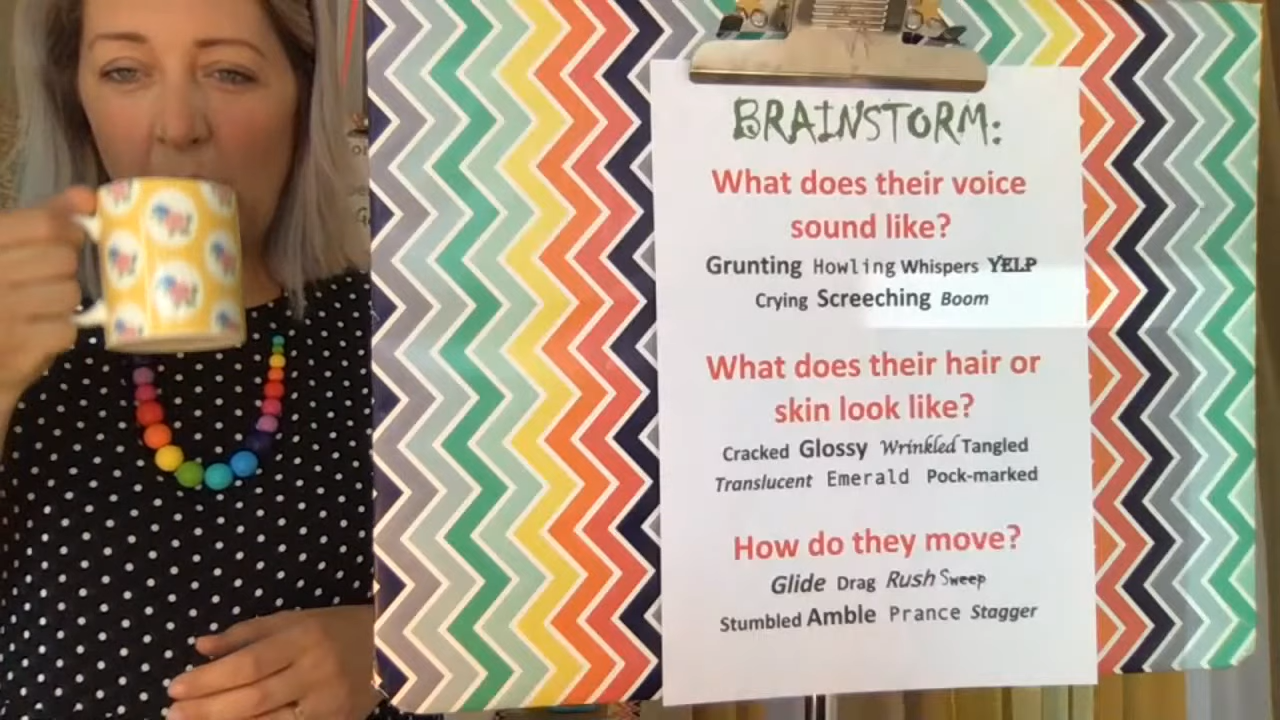 BRAINSTORM:
What does their voice
sound like?
Grunting Howling Whispers YELP
Crying Screeching Boom
What does their hair or
skin look like?
Cracked Glossy Wrinkled Tangled
Translucent Emerald Pock-marked
How do they move?
Glide Drag Rush Sweep
Stumbled Amble Prance Stagger